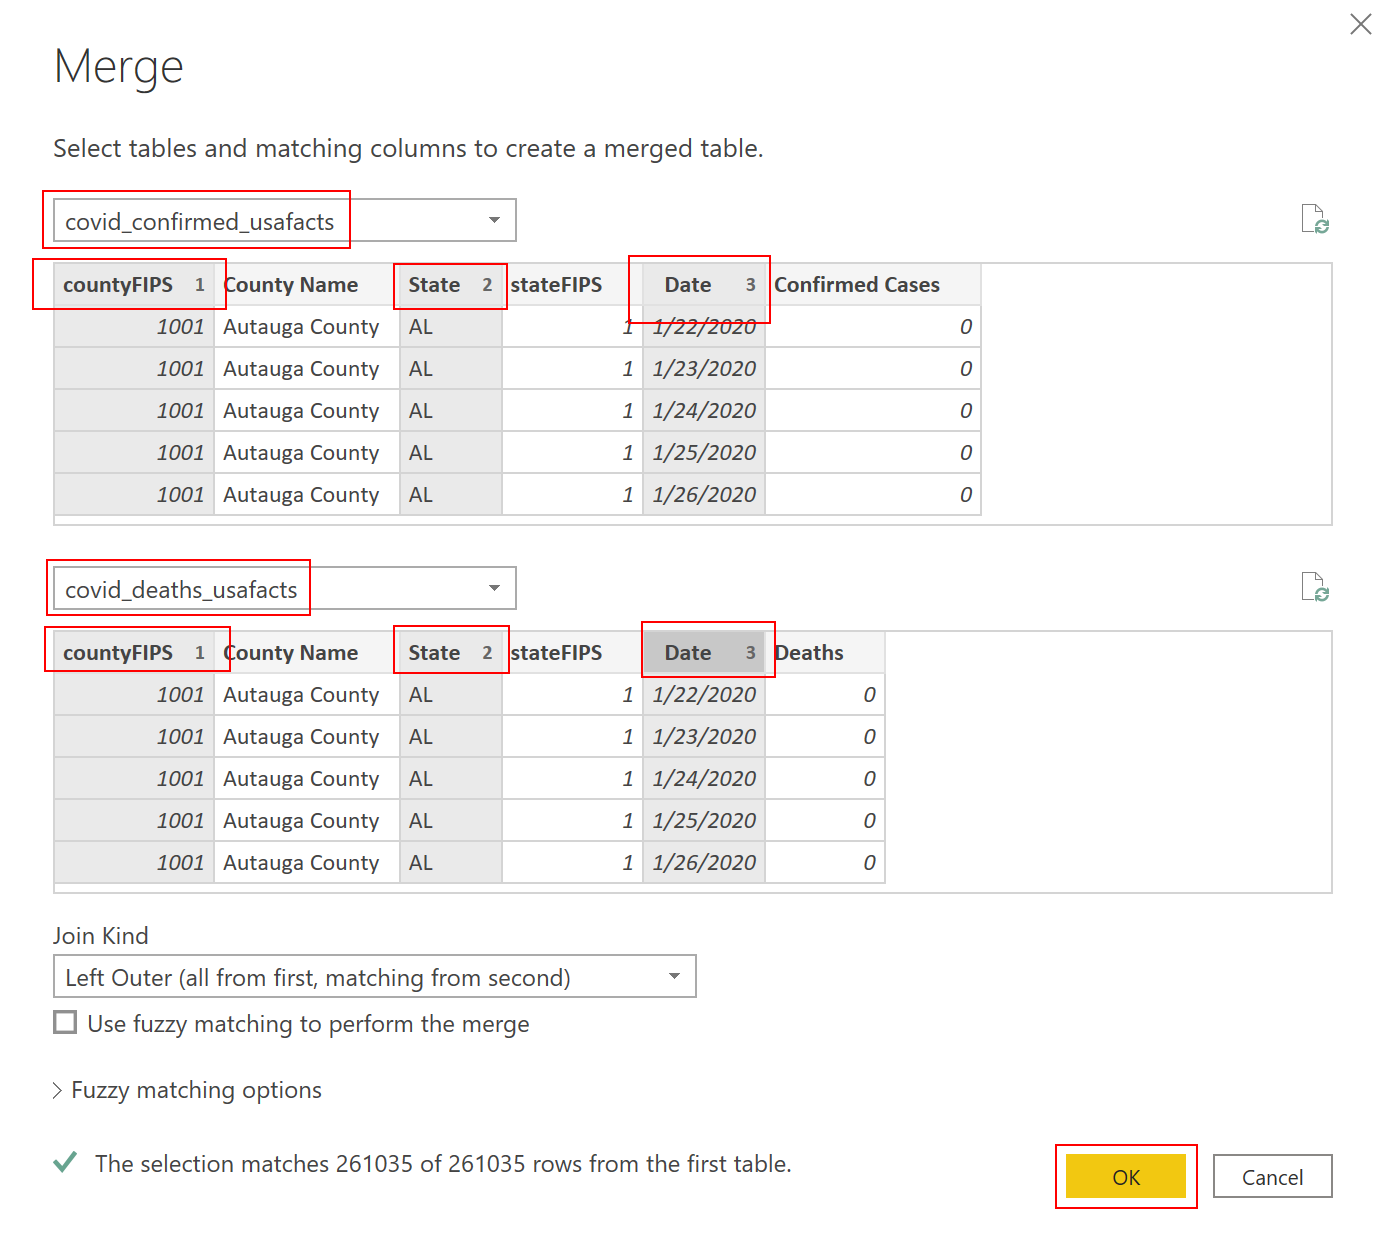 Merge
Select tables and matching columns to create a merged table.
covid_confirmed_usafacts
countyFIPS 1 County Name State 2 stateFIPS Date 3 Confirmed Cases
1001 Autauga County AL 1 1/22/2020 0
1001 Autauga County AL 1 1/23/2020 0
1001 Autauga County AL 1 1/24/2020 0
1001 Autauga County AL 1 1/25/2020 0
1001 Autauga County AL 1 1/26/2020 0
covid_deaths_usafacts
countyFIPS 1 County Name State 2 stateFIPS Date 3 Deaths
1001 Autauga County AL 1 1/22/2020 0
1001 Autauga County AL 1 1/23/2020 0
1001 Autauga County AL 1 1/24/2020 0
1001 Autauga County AL 1 1/25/2020 0
1001 Autauga County AL 1 1/26/2020 0
Join Kind
Left Outer (all from first, matching from second)
Use fuzzy matching to perform the merge
Fuzzy matching options
The selection matches 261035 of 261035 rows from the first table.
OK Cancel